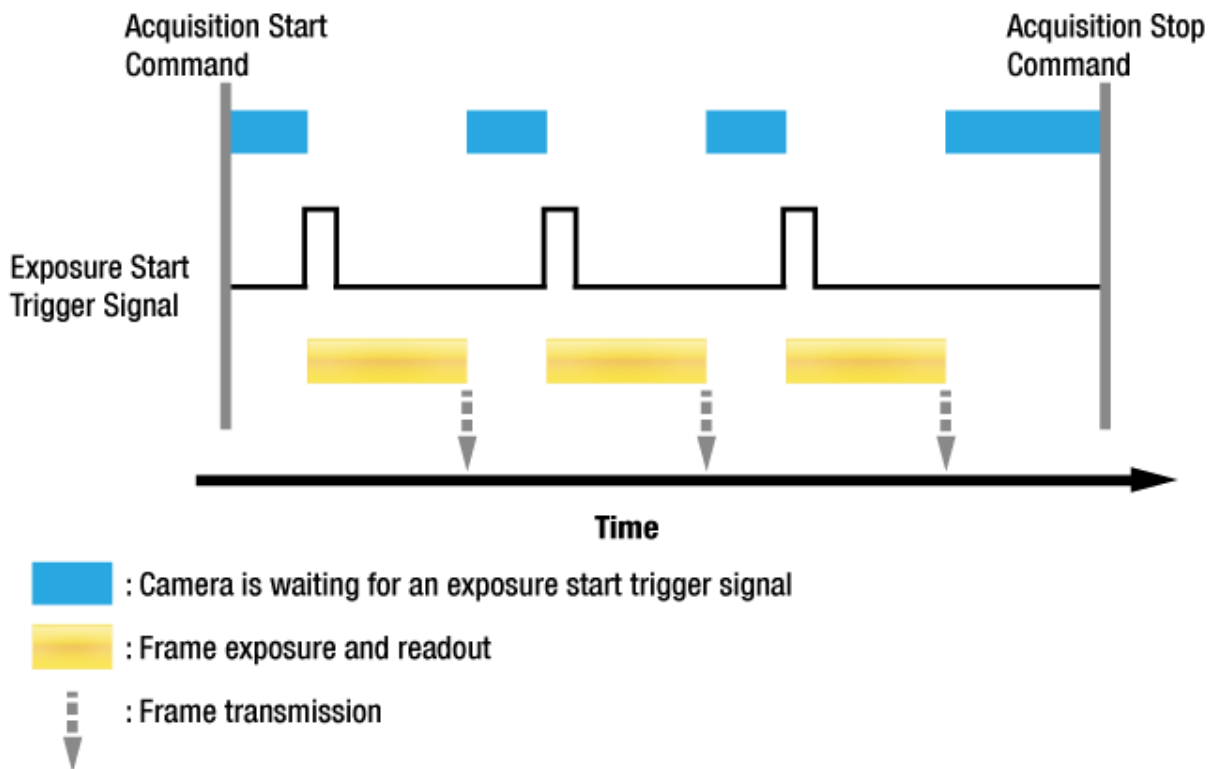 Acquisition Start
Command
Acquisition Stop
Command
Exposure Start
Trigger Signal
Time
: Camera is waiting for an exposure start trigger signal
: Frame exposure and readout
: Frame transmission